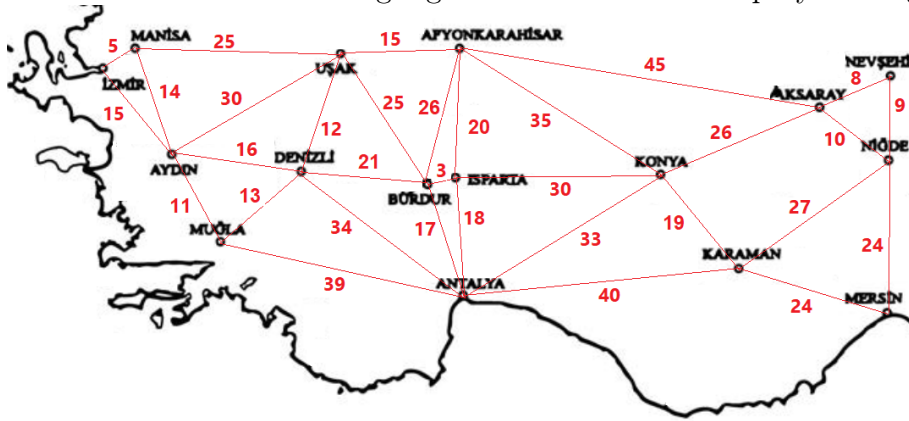 MANİSA
AFYONKARAHİSAR
5
25
15
UŞAK
45
NEVŞEHİ
İZMİR
8
14
AKSARAY
15
30
25
26
9
20
35
12
26
10
16
DENİZLİ
NİĞDE
AYDIN
21
3
ISPARTA
KONYA
BURDUR
30
13
11
18
19
27
MUĞLA
34
17
33
KARAMAN
24
39
ANTALYA
40
24
MERSİN